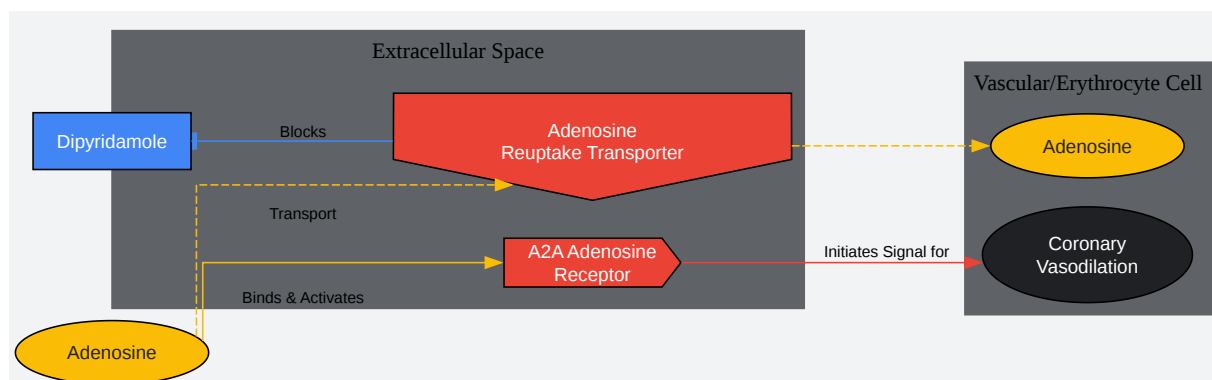 Extracellular Space
Vascular/Erythrocyte Cell
Dipyridamole
Blocks
Adenosine
Reuptake Transporter
Adenosine
Transport
A2A Adenosine
Receptor
Initiates Signal for
Coronary
Vasodilation
Binds & Activates
Adenosine